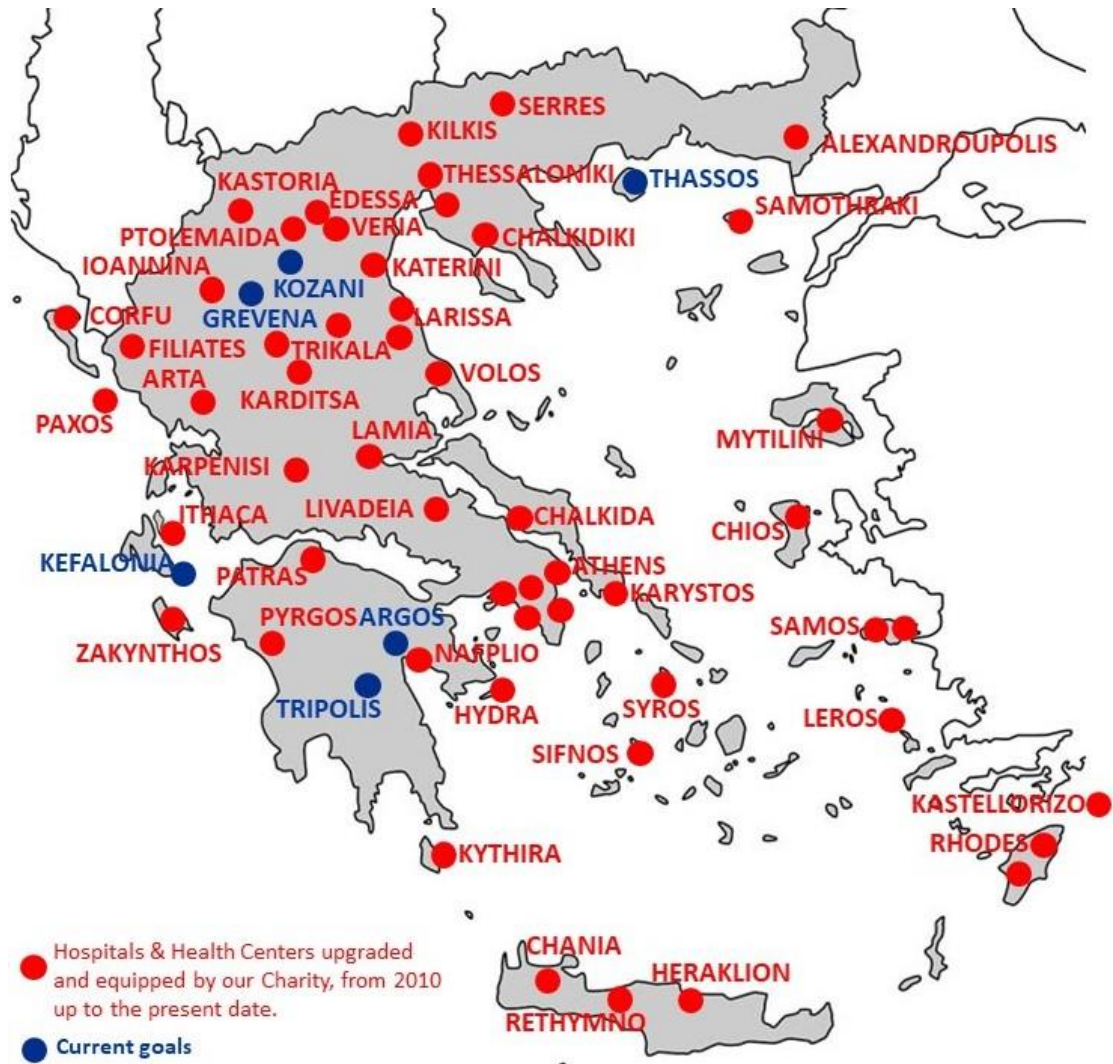 SERRES
KILKIS
ALEXANDROUPOLIS
THESSALONIKI
THASSOS
KASTORIA
EDESSA
SAMOTHRAKI
PTOLEMAIDA
VERIA
CHALKIDIKI
IOANNINA
KATERINI
KOZANI
CORFU
GREVENA
LARISSA
FILIATES
TRIKALA
ARTA
VOLOS
KARDITSA
PAXOS
LAMIA
MYTILINI
KARPENISI
ITHACA
LIVADEIA
CHALKIDA
CHIOS
KEFALONIA
PATRAS
ATHENS
KARYSTOS
PYRGOS
ARGOS
SAMOS
ZAKYNTHOS
NAFPLIO
TRIPOLIS
HYDRA
SYROS
LEROS
SIFNOS
KASTELLORIZO
RHODES
KYTHIRA
CHANIA
HERAKLION
RETHYMNO
Hospitals & Health Centers upgraded
and equipped by our Charity, from 2010
up to the present date.
Current goals